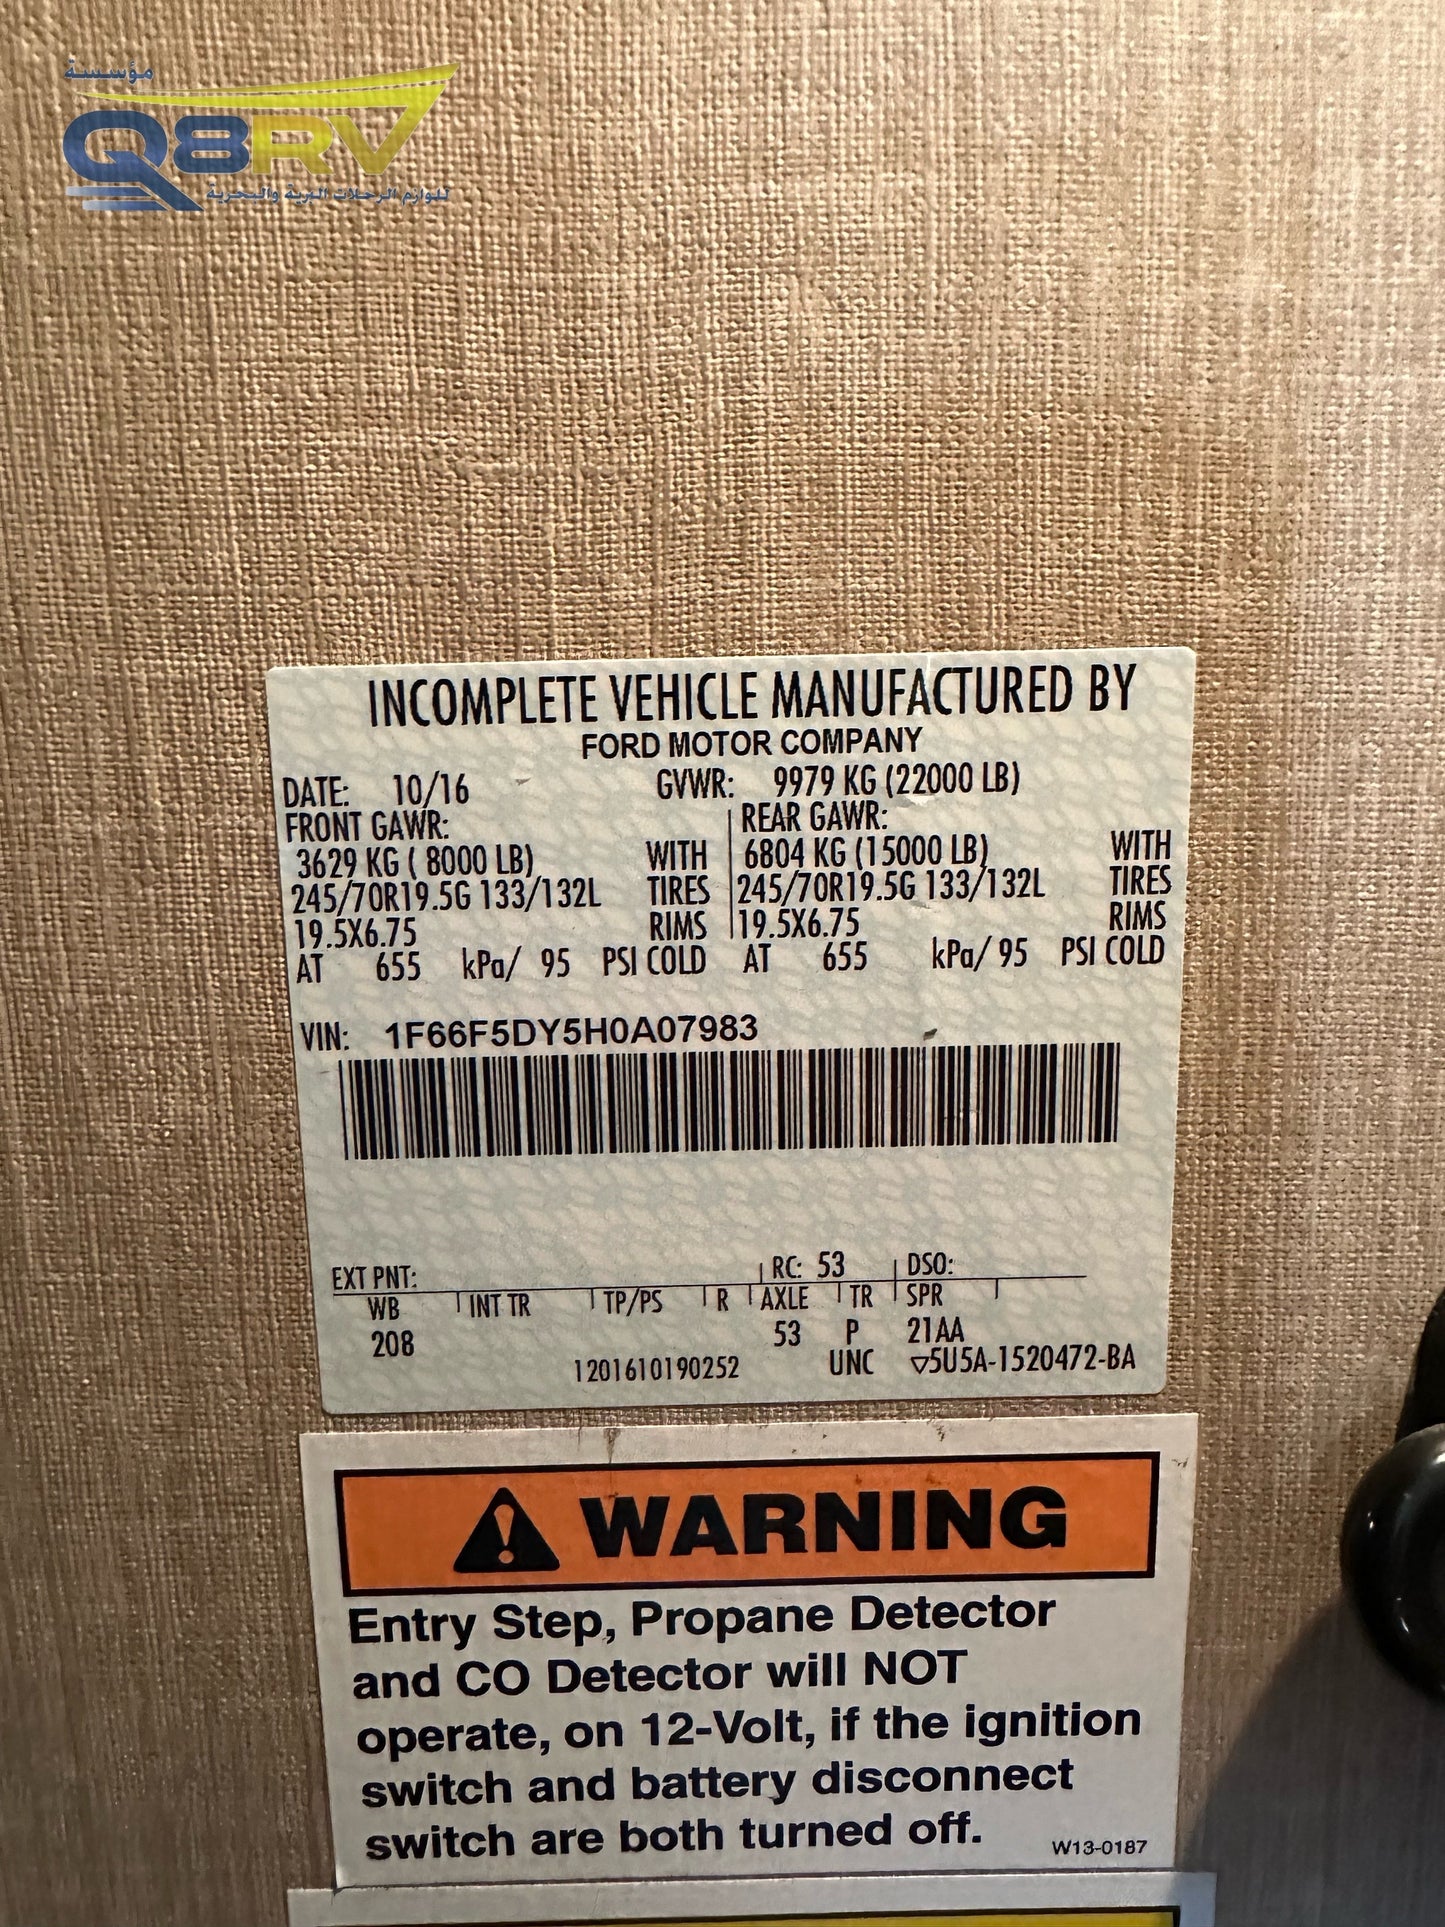 مؤسسة
Q8RV
للوازم الرحلات البرية والبحرية
INCOMPLETE VEHICLE MANUFACTURED BY
FORD MOTOR COMPANY
DATE: 10/16 GVWR: 9979 KG (22000 LB)
FRONT GAWR: REAR GAWR:
3629 KG ( 8000 LB) WITH 6804 KG (15000 LB) WITH
245/70R19.5G 133/132L TIRES 245/70R19.5G 133/132L TIRES
19.5X6.75 RIMS 19.5X6.75 RIMS
AT 655 kPa/ 95 PSI COLD AT 655 kPa/ 95 PSI COLD
VIN: 1F66F5DY5H0A07983
EXT PNT: RC: 53 DSO:
WB INT TR TP/PS R AXLE TR SPR
208 53 P 21AA
1201610190252 UNC ▽5U5A-1520472-BA
WARNING
Entry Step, Propane Detector
and CO Detector will NOT
operate, on 12-Volt, if the ignition
switch and battery disconnect
switch are both turned off.
W13-0187